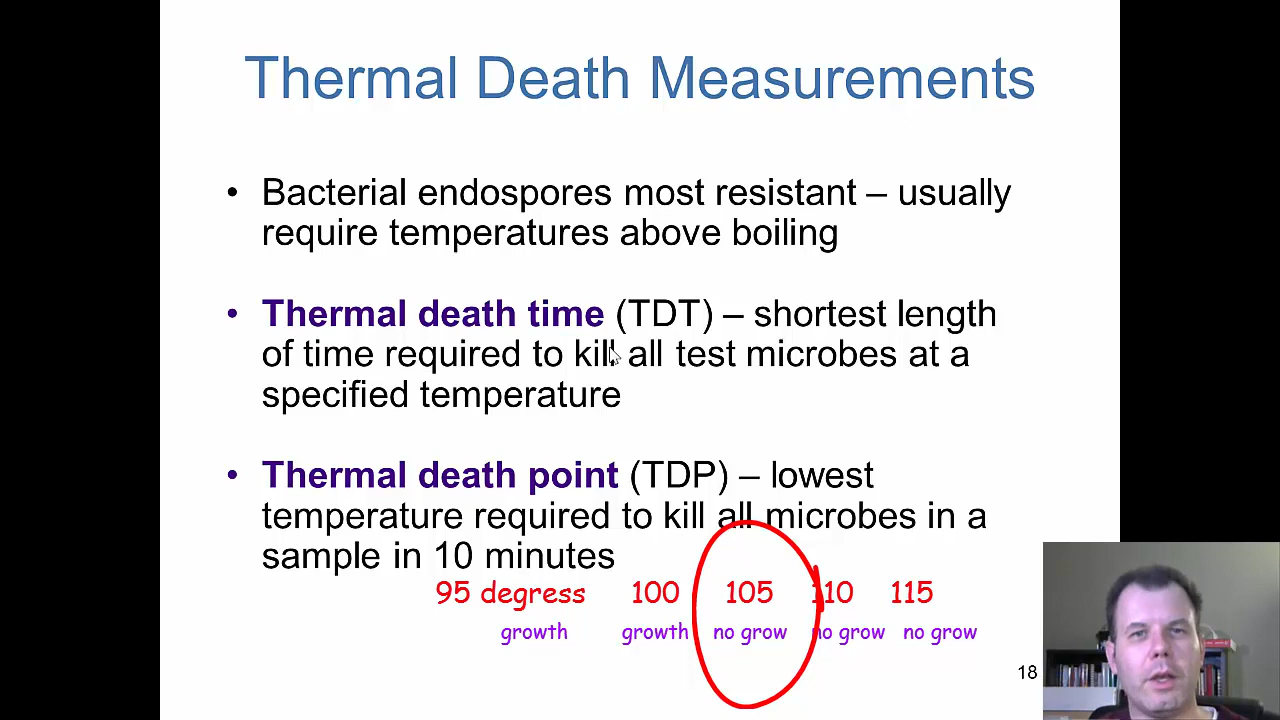 Thermal Death Measurements
• Bacterial endospores most resistant – usually
require temperatures above boiling
• Thermal death time (TDT) – shortest length
of time required to kill all test microbes at a
specified temperature
• Thermal death point (TDP) – lowest
temperature required to kill all microbes in a
sample in 10 minutes
95 degress 100 105 110 115
growth growth no grow no grow no grow
18